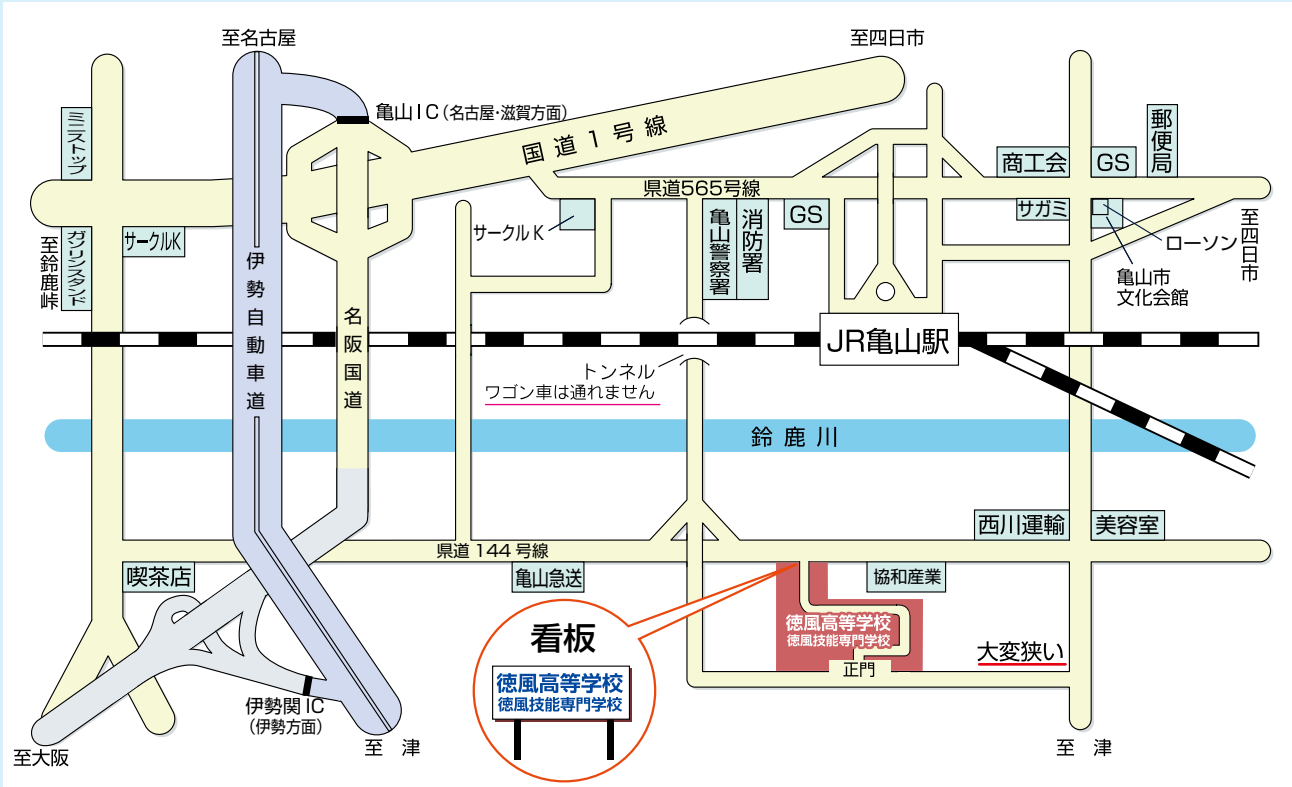 至名古屋
至四日市
亀山IC(名古屋・滋賀方面)
国道1号線
ミニストップ
郵便局
商工会
GS
県道565号線
サガミ
ローソン
亀山市
文化会館
至四日市
至鈴鹿峠
ガソリンスタンド
サークルK
サークルK
亀山警察署
消防署
GS
伊勢自動車道
名阪国道
JR亀山駅
トンネル
ワゴン車は通れません
鈴鹿川
西川運輸
美容室
県道144号線
喫茶店
亀山急送
協和産業
看板
徳風高等学校
徳風技能専門学校
徳風高等学校
徳風技能専門学校
正門
大変狭い
伊勢関IC
(伊勢方面)
至大阪
至 津
至 津